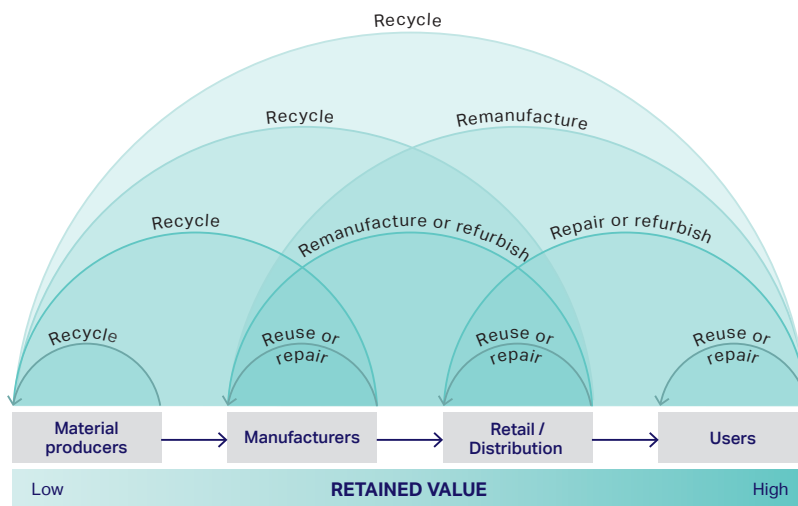 Recycle
Recycle
Remanufacture
Recycle
Remanufacture or refurbish
Repair or refurbish
Recycle
Reuse or
repair
Reuse or
repair
Reuse or
repair
Material
producers
Manufacturers
Retail /
Distribution
Users
Low
RETAINED VALUE
High